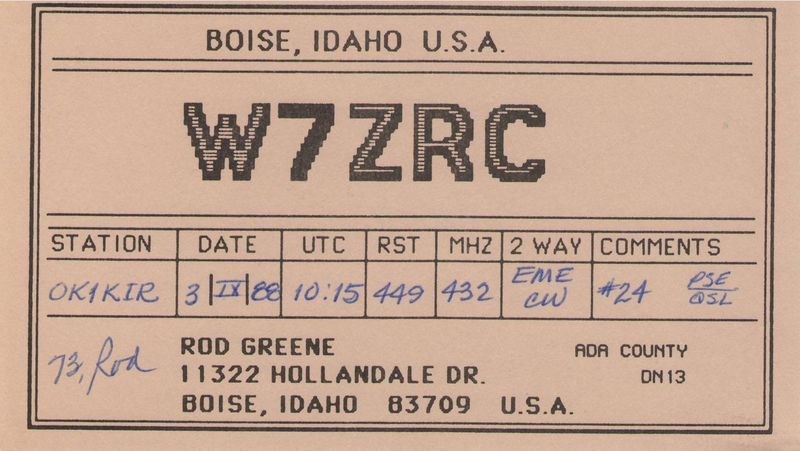 BOISE, IDAHO U.S.A.
W7ZRC
STATION DATE UTC RST MHZ 2 WAY COMMENTS
OK1KIR 3|IX|88 10:15 449 432 EME CW #24 PSE QSL
73, Rod
ROD GREENE
11322 HOLLANDALE DR.
BOISE, IDAHO 83709 U.S.A.
ADA COUNTY
DN13